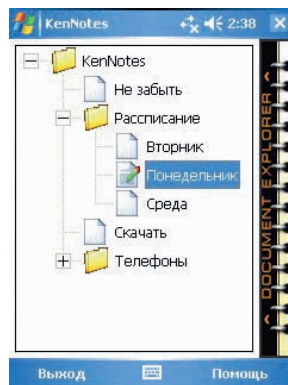 KenNotes 2:38
KenNotes
Не забыть
Рассписание
Вторник
Понедельник
Среда
Скачать
Телефоны
DOCUMENT EXPLORER
Выход Помощь